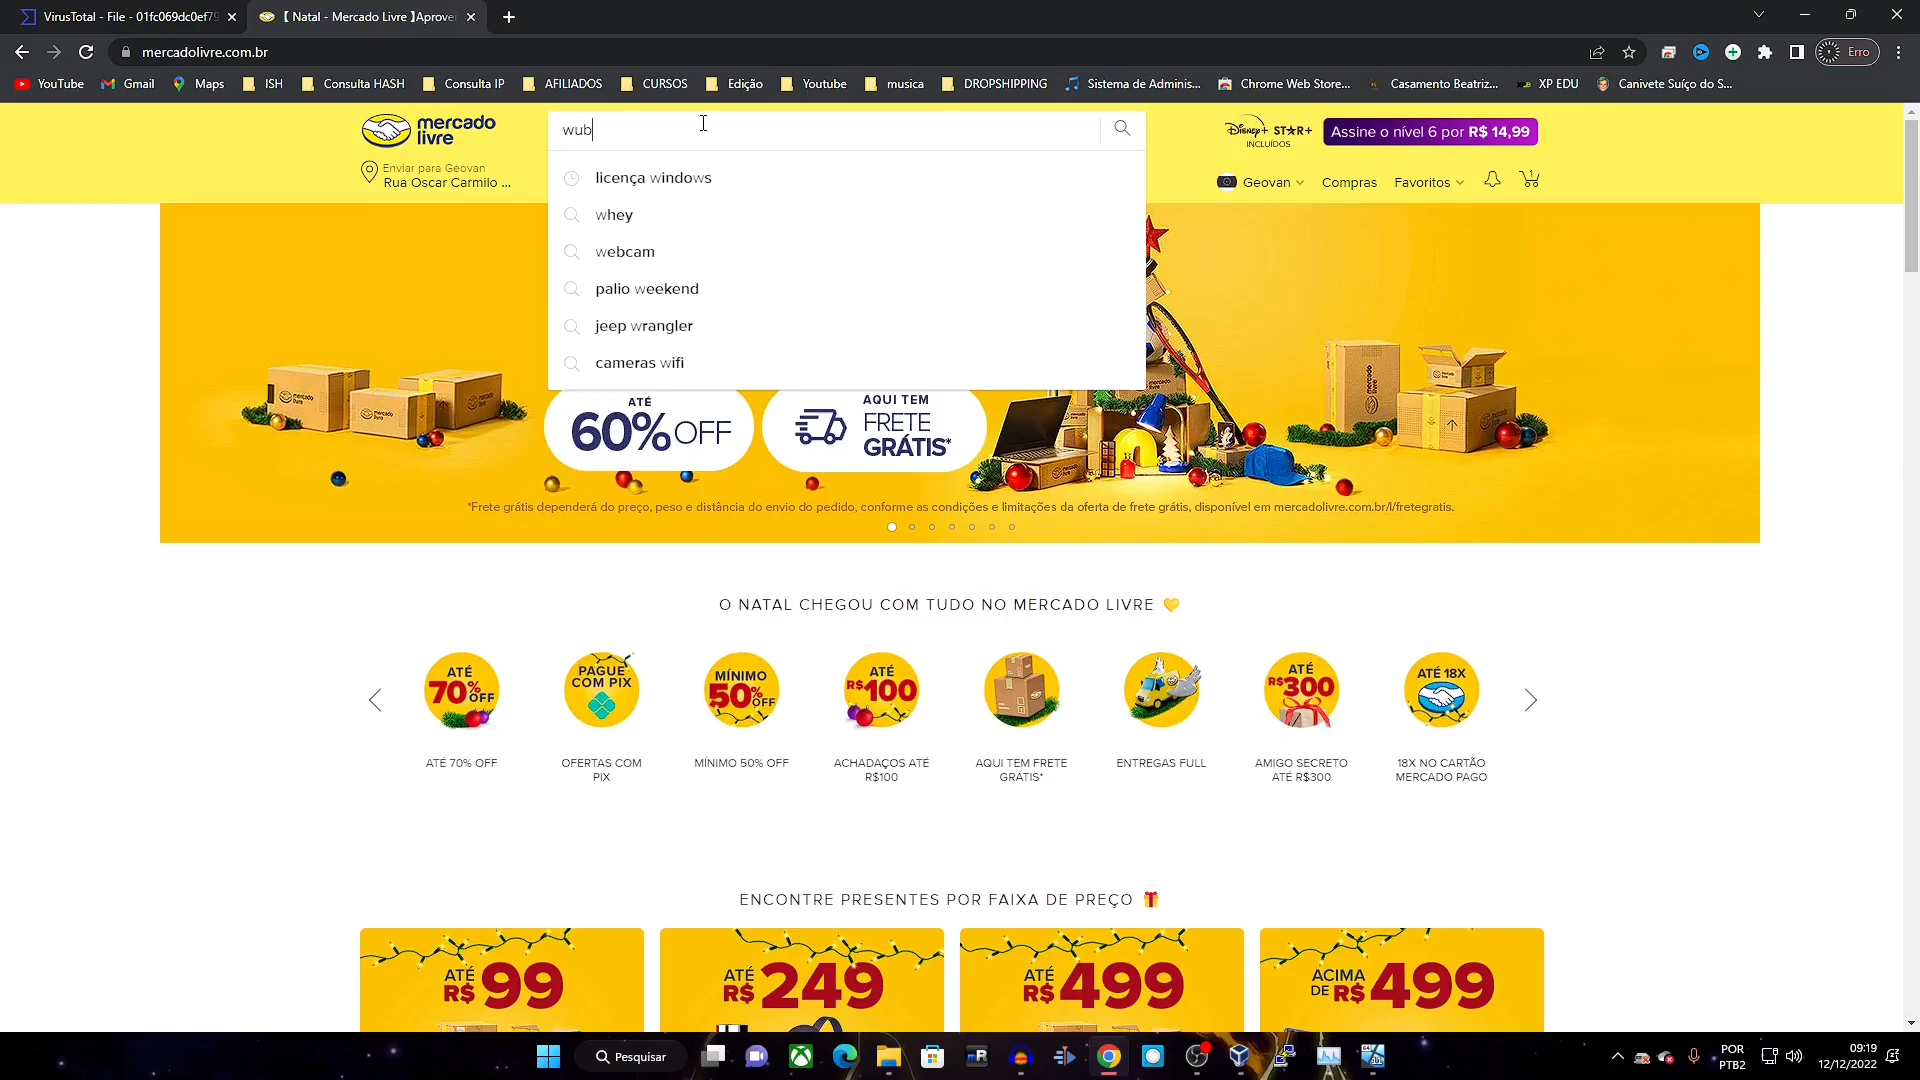 VirusTotal - File - 01fc069dc0ef79
【 Natal - Mercado Livre 】Aprove
mercadolivre.com.br
Erro
YouTube
Gmail
Maps
ISH
Consulta HASH
Consulta IP
AFILIADOS
CURSOS
Edição
Youtube
musica
DROPSHIPPING
Sistema de Adminis...
Chrome Web Store...
Casamento Beatriz...
XP EDU
Canivete Suíço do S...
mercado
livre
wub
Disney+ STAR+
INCLUÍDOS
Assine o nível 6 por R$ 14,99
Enviar para Geovan
Rua Oscar Carmilo ...
Geovan
Compras
Favoritos
1
licença windows
whey
webcam
palio weekend
jeep wrangler
cameras wifi
ATÉ
60% OFF
AQUI TEM
FRETE
GRÁTIS*
*Frete grátis dependerá do preço, peso e distância do envio do pedido, conforme as condições e limitações da oferta de frete grátis, disponível em mercadolivre.com.br/l/fretegratis.
O NATAL CHEGOU COM TUDO NO MERCADO LIVRE 💛
ATÉ
70% OFF
PAGUE
COM PIX
MÍNIMO
50% OFF
ATÉ
R$100
ATÉ
R$300
ATÉ 18X
ATÉ 70% OFF
OFERTAS COM
PIX
MÍNIMO 50% OFF
ACHADAÇOS ATÉ
R$100
AQUI TEM FRETE
GRÁTIS*
ENTREGAS FULL
AMIGO SECRETO
ATÉ R$300
18X NO CARTÃO
MERCADO PAGO
ENCONTRE PRESENTES POR FAIXA DE PREÇO 🎁
ATÉ
R$ 99
ATÉ
R$ 249
ATÉ
R$ 499
ACIMA
DE R$ 499
Pesquisar
POR
PTB2
09:19
12/12/2022